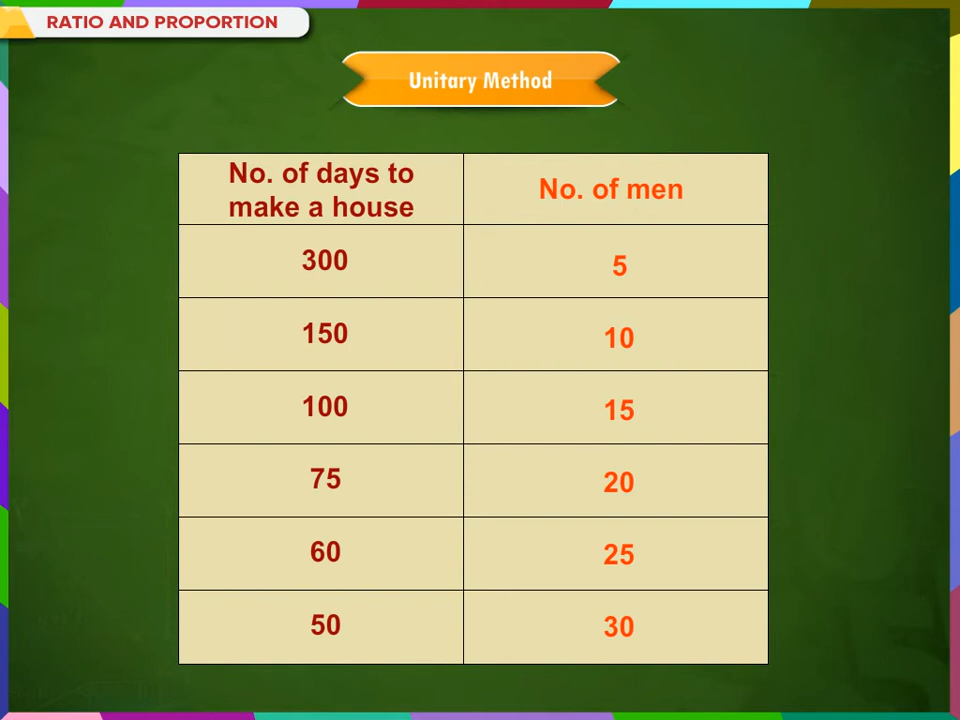 RATIO AND PROPORTION
Unitary Method
No. of days to
make a house
No. of men
300
5
150
10
100
15
75
20
60
25
50
30